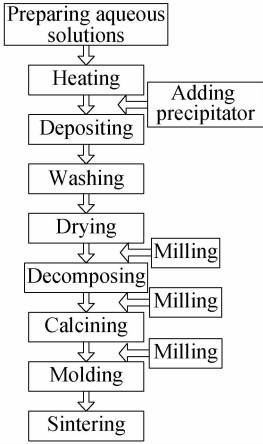 Preparing aqueous
solutions
Heating
Adding
precipitator
Depositing
Washing
Drying
Milling
Decomposing
Milling
Calcining
Milling
Molding
Sintering